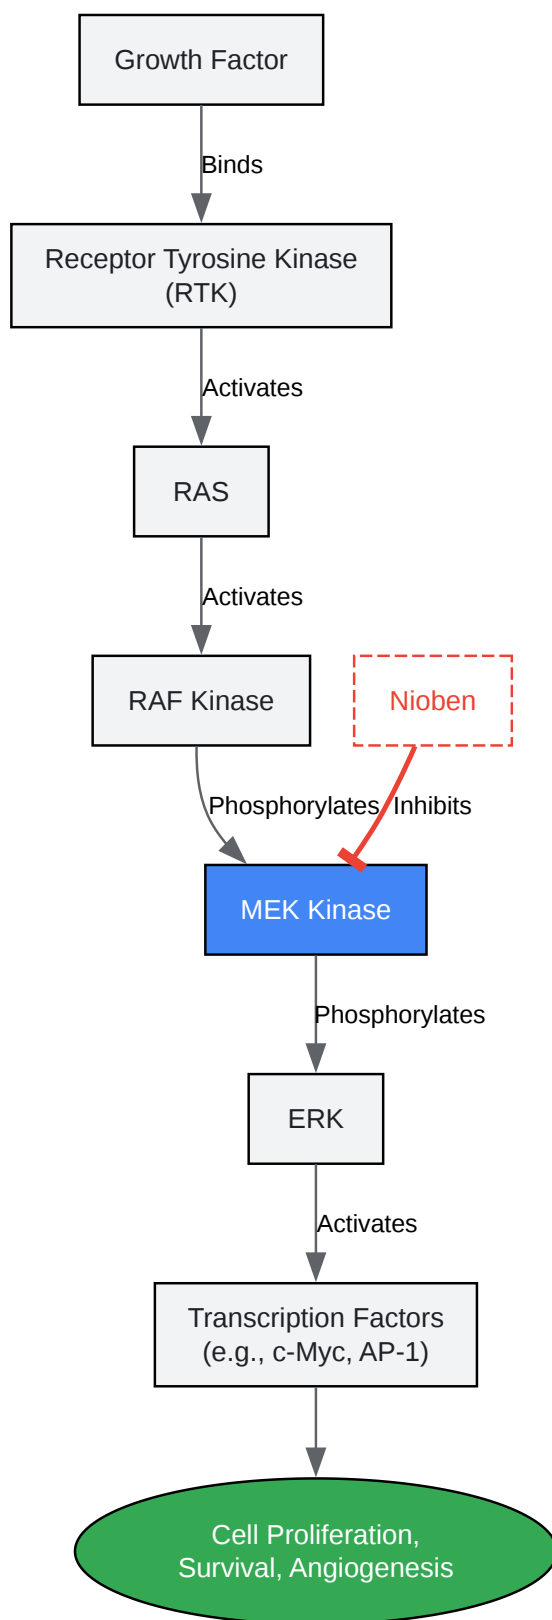 Growth Factor
Binds
Receptor Tyrosine Kinase
(RTK)
Activates
RAS
Activates
RAF Kinase
Nioben
Phosphorylates
Inhibits
MEK Kinase
Phosphorylates
ERK
Activates
Transcription Factors
(e.g., c-Myc, AP-1)
Cell Proliferation,
Survival, Angiogenesis